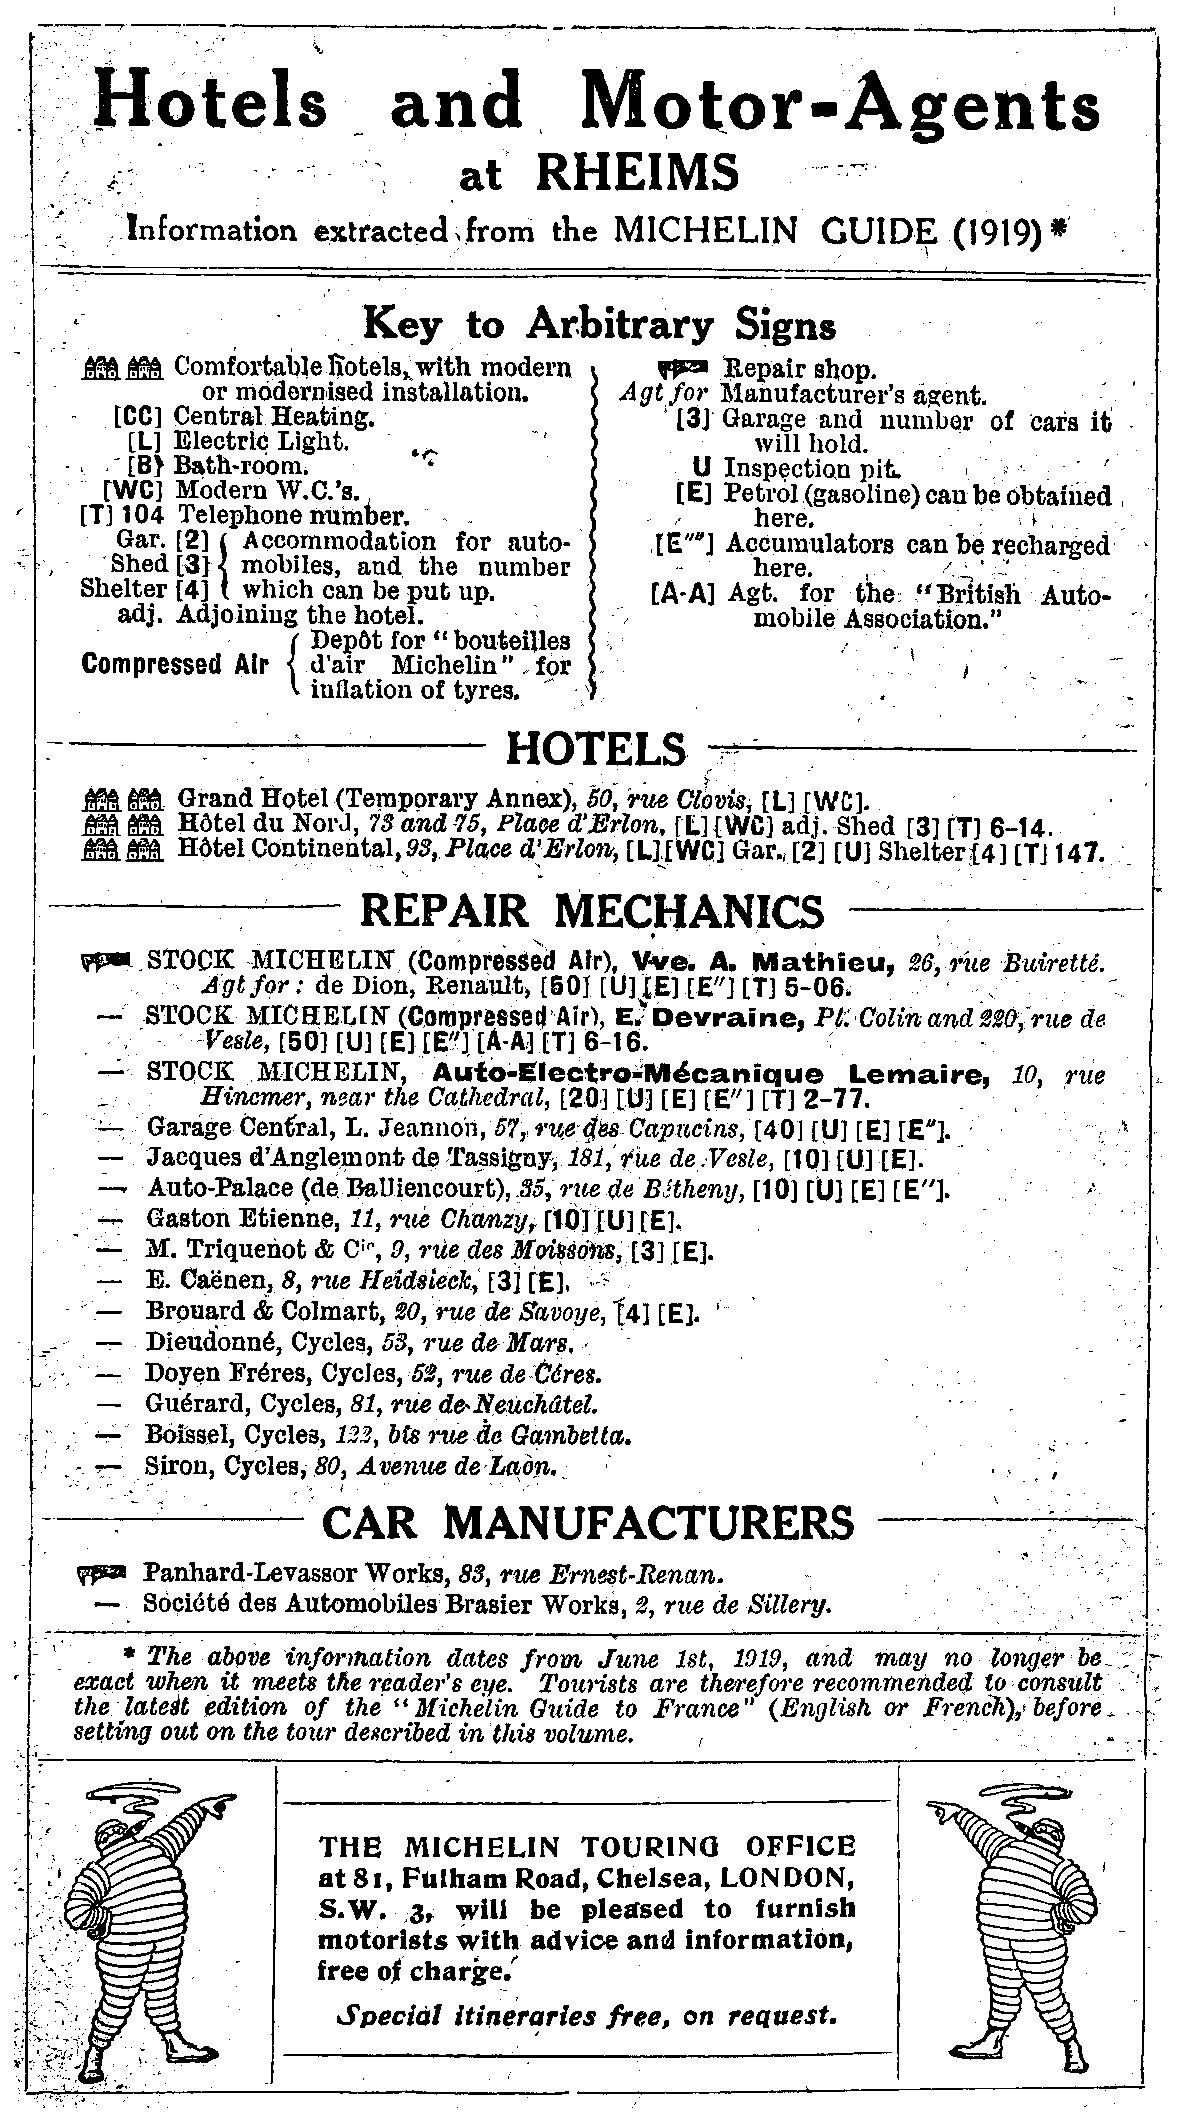 Hotels and Motor-Agents
at RHEIMS
Information extracted from the MICHELIN GUIDE (1919) *
Key to Arbitrary Signs
Comfortable hotels, with modern
or modernised installation.
[CC] Central Heating.
[L] Electric Light.
[B] Bath-room.
[WC] Modern W.C.'s.
[T] 104 Telephone number.
Gar. [2] { Accommodation for auto-
Shed [3] { mobiles, and the number
Shelter [4] { which can be put up.
adj. Adjoining the hotel.
Compressed Air { Depôt for "bouteilles
d'air Michelin" for
inflation of tyres.
Repair shop.
Agt for Manufacturer's agent.
[3] Garage and number of cars it
will hold.
U Inspection pit.
[E] Petrol (gasoline) can be obtained
here.
[E""] Accumulators can be recharged
here.
[A-A] Agt. for the "British Auto-
mobile Association."
HOTELS
Grand Hotel (Temporary Annex), 50, rue Clovis, [L] [WC].
Hôtel du Nord, 73 and 75, Place d'Erlon, [L] [WC] adj. Shed [3] [T] 6-14.
Hôtel Continental, 93, Place d'Erlon, [L] [WC] Gar. [2] [U] Shelter [4] [T] 147.
REPAIR MECHANICS
STOCK MICHELIN (Compressed Air), Vve. A. Mathieu, 26, rue Buiretté.
Agt for: de Dion, Renault, [50] [U] [E] [E"] [T] 5-06.
— STOCK MICHELIN (Compressed Air), E. Devraine, Pt. Colin and 220, rue de
Vesle, [50] [U] [E] [E"] [A-A] [T] 6-16.
— STOCK MICHELIN, Auto-Electro-Mécanique Lemaire, 10, rue
Hincmer, near the Cathedral, [20] [U] [E] [E"] [T] 2-77.
— Garage Central, L. Jeannon, 57, rue des Capucins, [40] [U] [E] [E"].
— Jacques d'Anglemont de Tassigny, 181, rue de Vesle, [10] [U] [E].
— Auto-Palace (de Balliencourt), 35, rue de Bétheny, [10] [U] [E] [E"].
— Gaston Etienne, 11, rue Chanzy, [10] [U] [E].
— M. Triquenot & Cie, 9, rue des Moissons, [3] [E].
— E. Caënen, 8, rue Heidsieck, [3] [E].
— Brouard & Colmart, 20, rue de Savoye, [4] [E].
— Dieudonné, Cycles, 53, rue de Mars.
— Doyen Fréres, Cycles, 52, rue de Céres.
— Guérard, Cycles, 81, rue de Neuchâtel.
— Boissel, Cycles, 122, bis rue de Gambetta.
— Siron, Cycles, 80, Avenue de Laon.
CAR MANUFACTURERS
Panhard-Levassor Works, 83, rue Ernest-Renan.
— Société des Automobiles Brasier Works, 2, rue de Sillery.
* The above information dates from June 1st, 1919, and may no longer be
exact when it meets the reader's eye. Tourists are therefore recommended to consult
the latest edition of the "Michelin Guide to France" (English or French), before
setting out on the tour described in this volume.
THE MICHELIN TOURING OFFICE
at 81, Fulham Road, Chelsea, LONDON,
S.W. 3, will be pleased to furnish
motorists with advice and information,
free of charge.
Special itineraries free, on request.